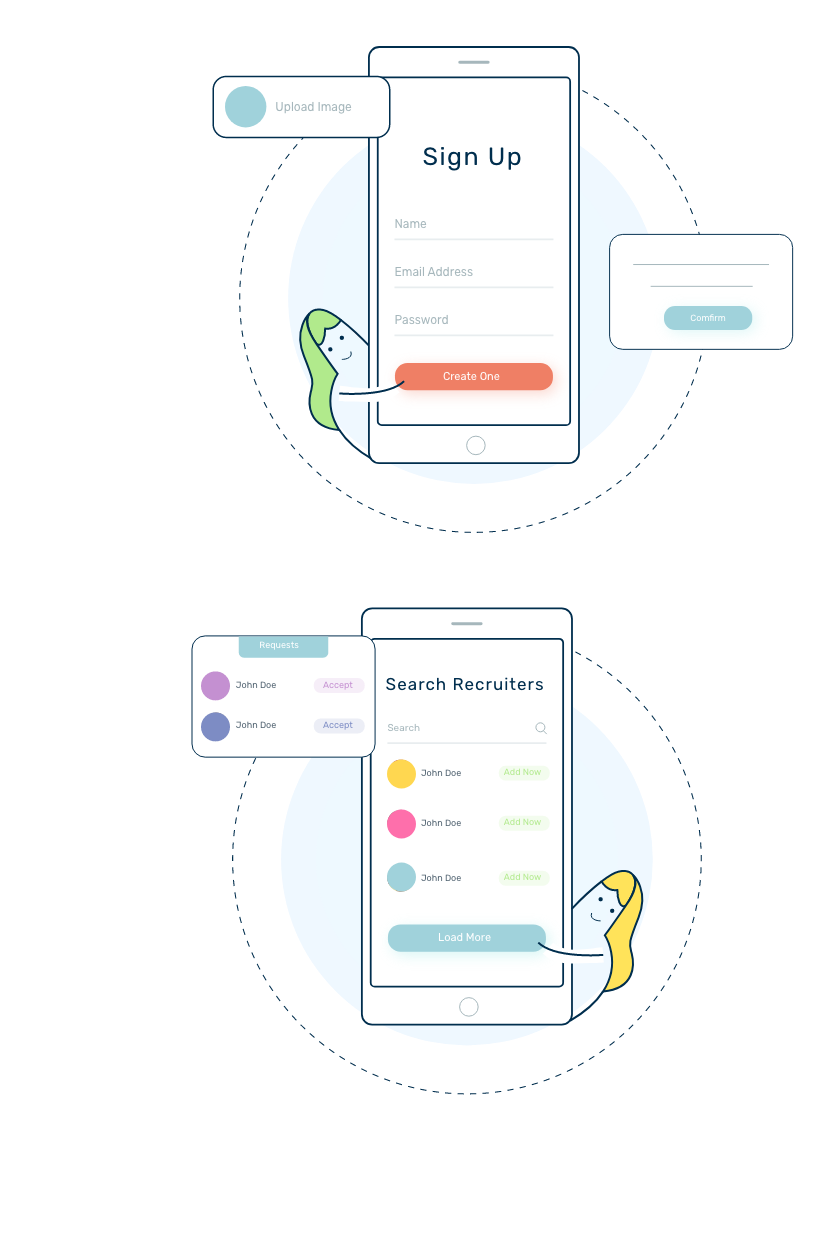 Upload Image
Sign Up
Name
Email Address
Password
Create One
Comfirm
Requests
John Doe
Accept
John Doe
Accept
Search Recruiters
Search
John Doe
Add Now
John Doe
Add Now
John Doe
Add Now
Load More